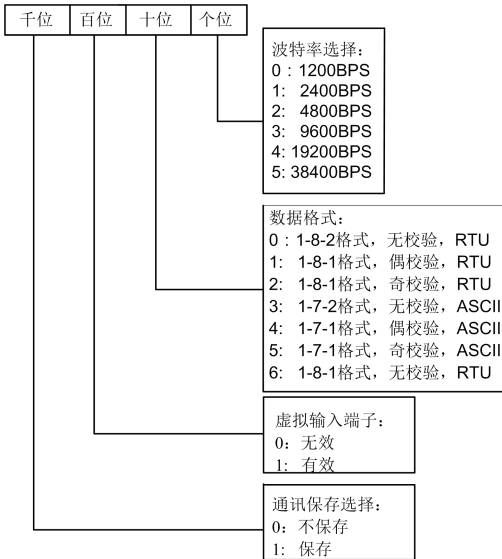 千位 百位 十位 个位
波特率选择:
0 : 1200BPS
1: 2400BPS
2: 4800BPS
3: 9600BPS
4: 19200BPS
5: 38400BPS
数据格式:
0 : 1-8-2格式，无校验，RTU
1: 1-8-1格式，偶校验，RTU
2: 1-8-1格式，奇校验，RTU
3: 1-7-2格式，无校验，ASCII
4: 1-7-1格式，偶校验，ASCII
5: 1-7-1格式，奇校验，ASCII
6: 1-8-1格式，无校验，RTU
虚拟输入端子:
0: 无效
1: 有效
通讯保存选择:
0: 不保存
1: 保存